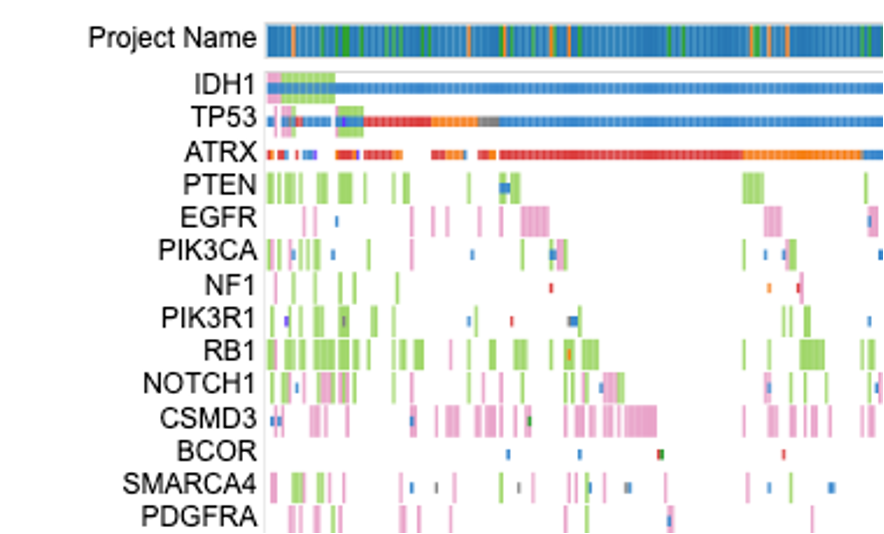 Project Name
IDH1
TP53
ATRX
PTEN
EGFR
PIK3CA
NF1
PIK3R1
RB1
NOTCH1
CSMD3
BCOR
SMARCA4
PDGFRA